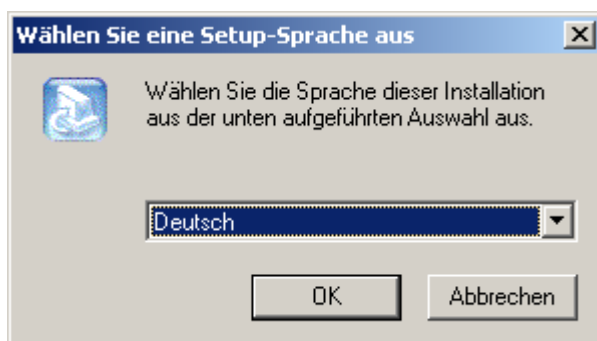 Wählen Sie eine Setup-Sprache aus
Wählen Sie die Sprache dieser Installation
aus der unten aufgeführten Auswahl aus.
Deutsch
OK Abbrechen